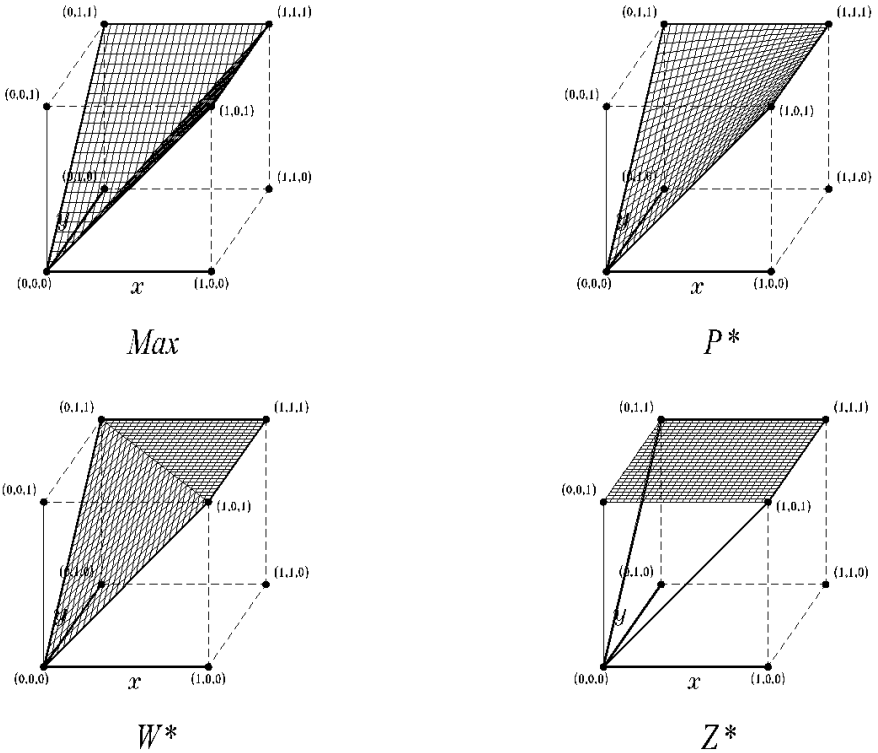 (0,1,1) (1,1,1)
(0,0,1) (1,0,1)
(0,1,0) (1,1,0)
y
(0,0,0) x (1,0,0)
Max
(0,1,1) (1,1,1)
(0,0,1) (1,0,1)
(0,1,0) (1,1,0)
y
(0,0,0) x (1,0,0)
P*
(0,1,1) (1,1,1)
(0,0,1) (1,0,1)
(0,1,0) (1,1,0)
y
(0,0,0) x (1,0,0)
W*
(0,1,1) (1,1,1)
(0,0,1) (1,0,1)
(0,1,0) (1,1,0)
y
(0,0,0) x (1,0,0)
Z*